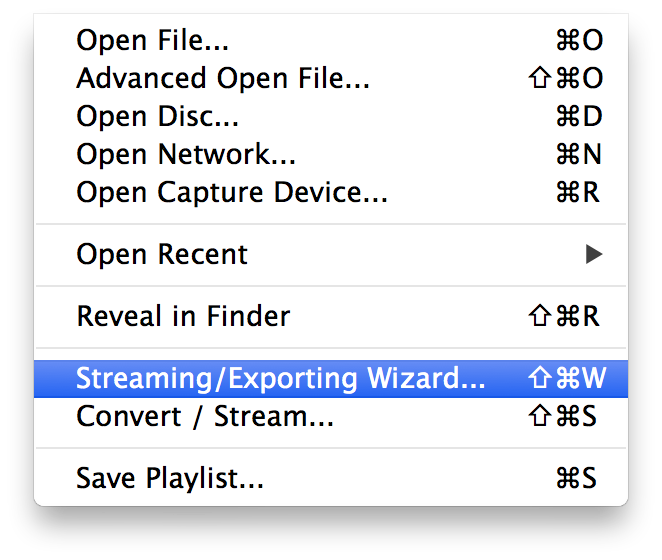 Open File... ⌘O
Advanced Open File... ⇧⌘O
Open Disc... ⌘D
Open Network... ⌘N
Open Capture Device... ⌘R
Open Recent ▶
Reveal in Finder ⇧⌘R
Streaming/Exporting Wizard... ⇧⌘W
Convert / Stream... ⇧⌘S
Save Playlist... ⌘S